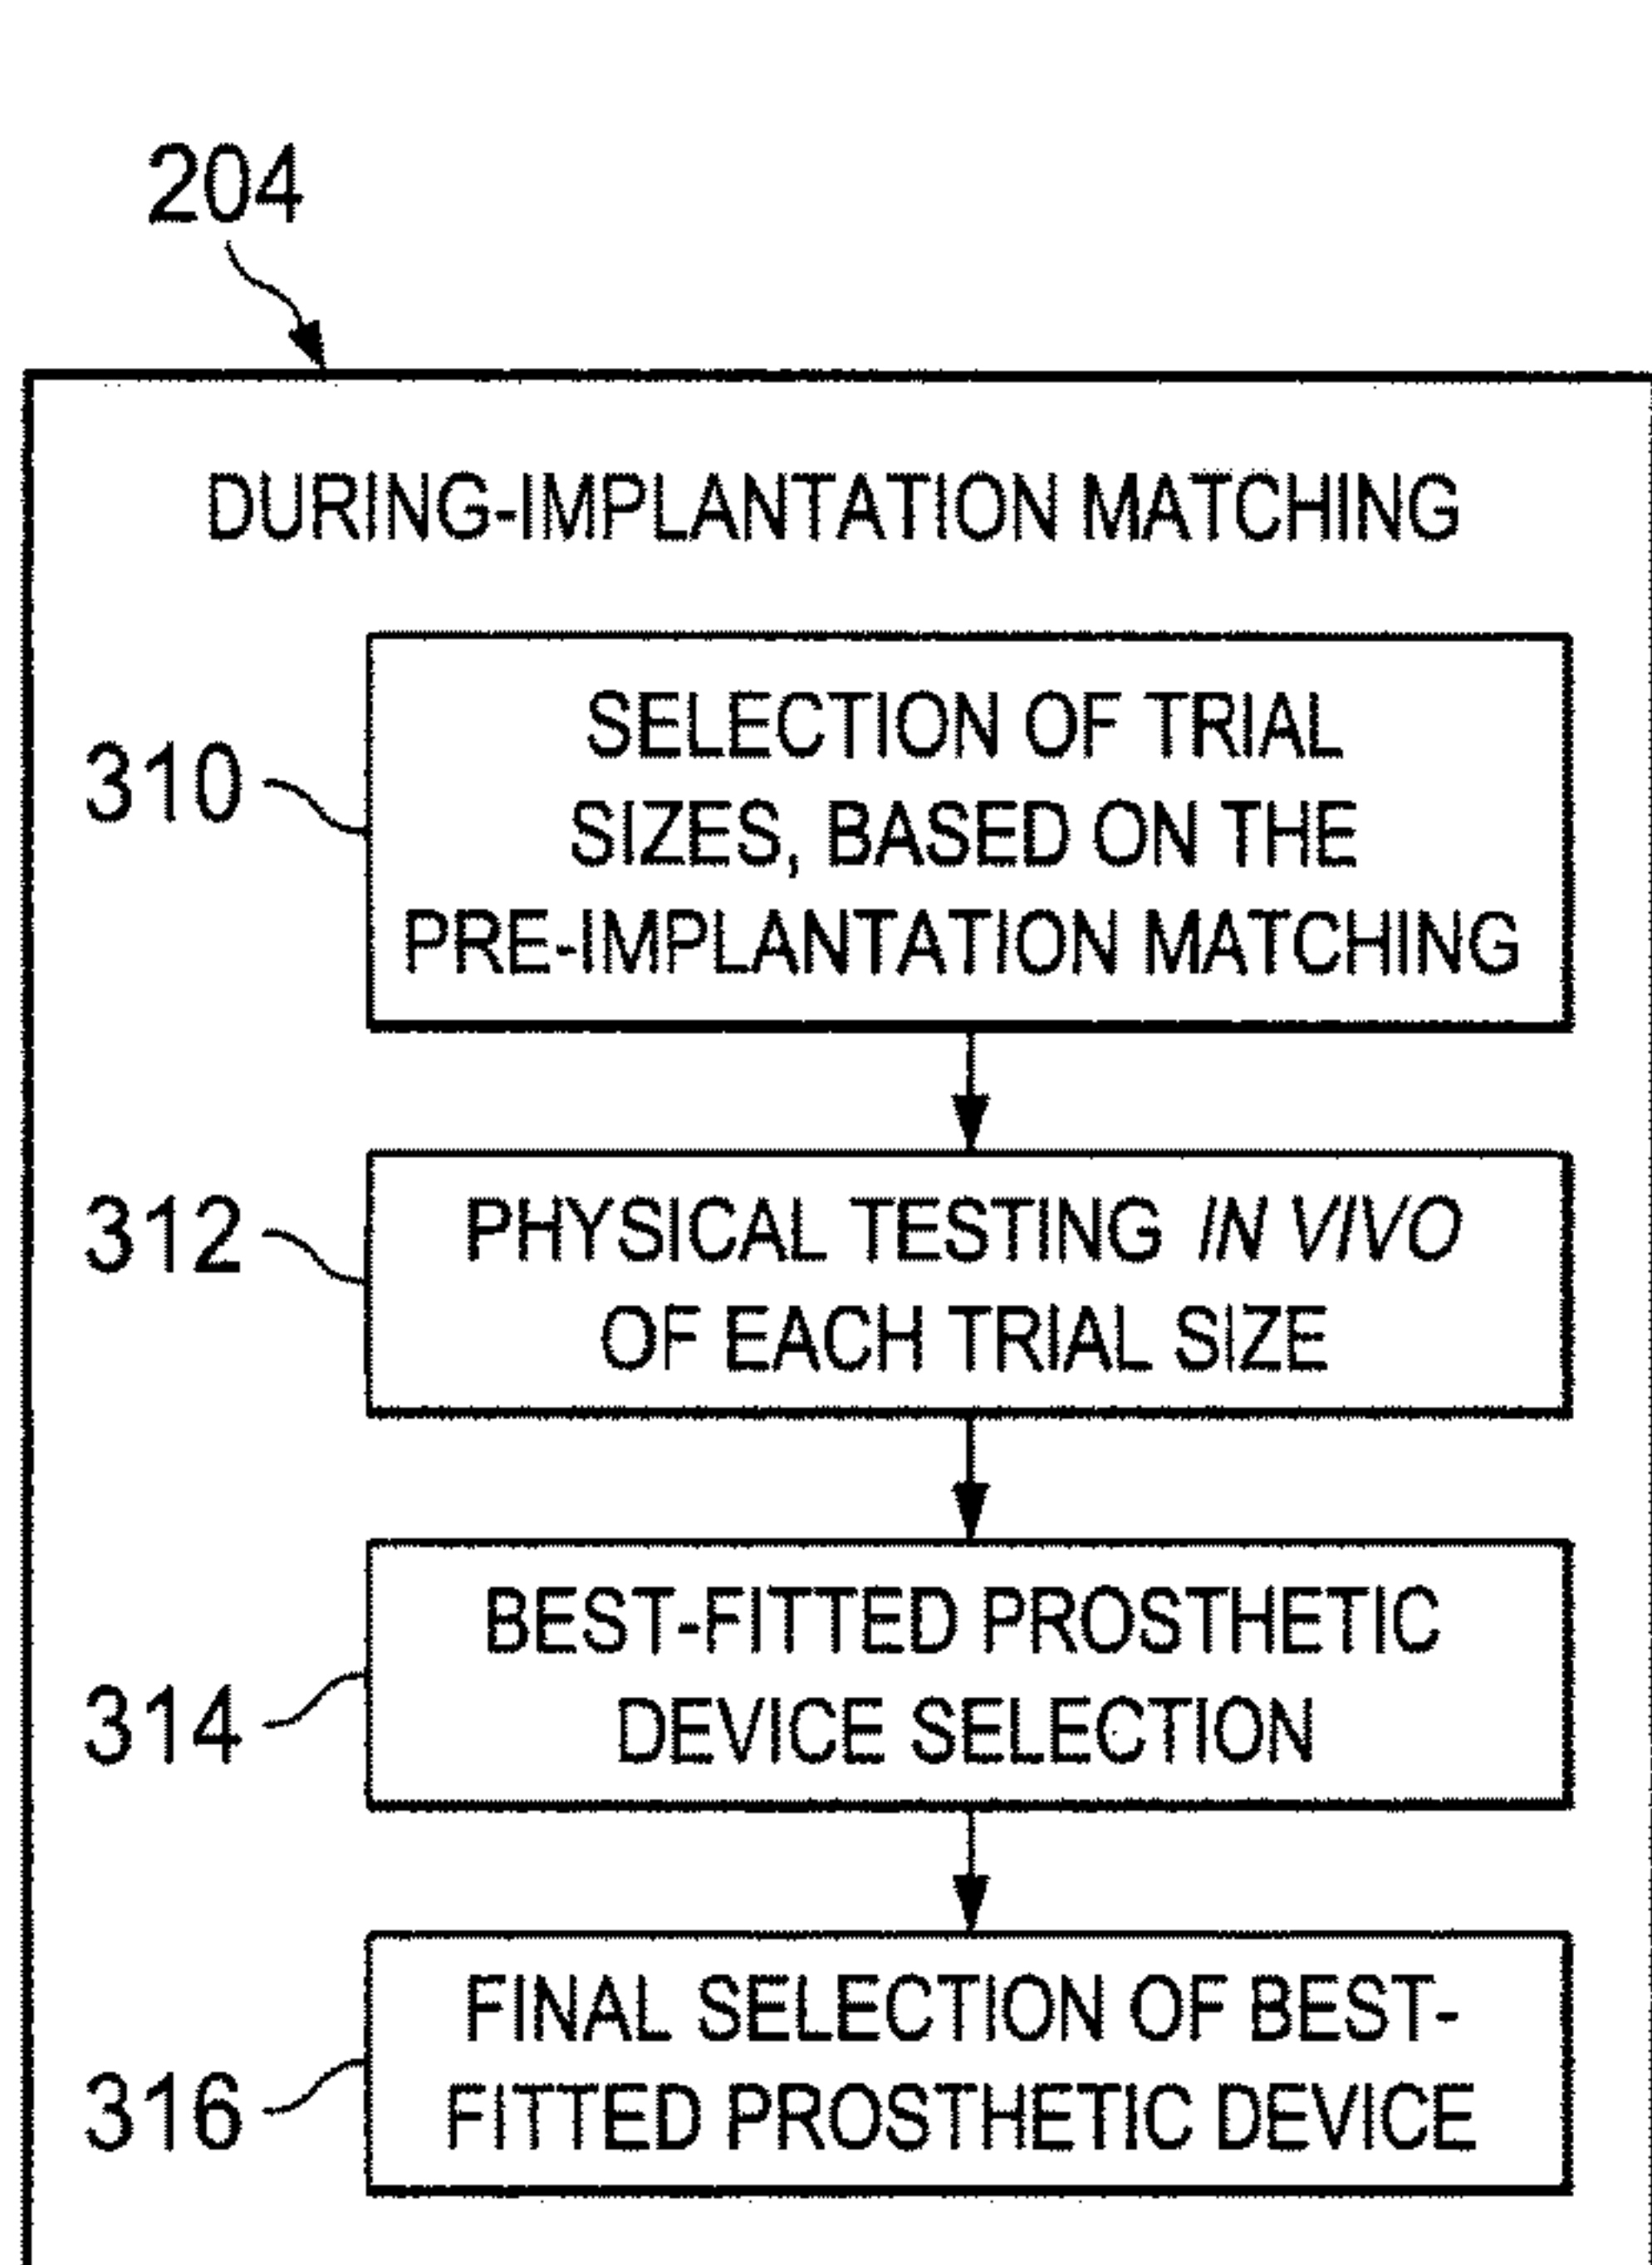 204
DURING-IMPLANTATION MATCHING
310
SELECTION OF TRIAL
SIZES, BASED ON THE
PRE-IMPLANTATION MATCHING
312
PHYSICAL TESTING IN VIVO
OF EACH TRIAL SIZE
314
BEST-FITTED PROSTHETIC
DEVICE SELECTION
316
FINAL SELECTION OF BEST-
FITTED PROSTHETIC DEVICE